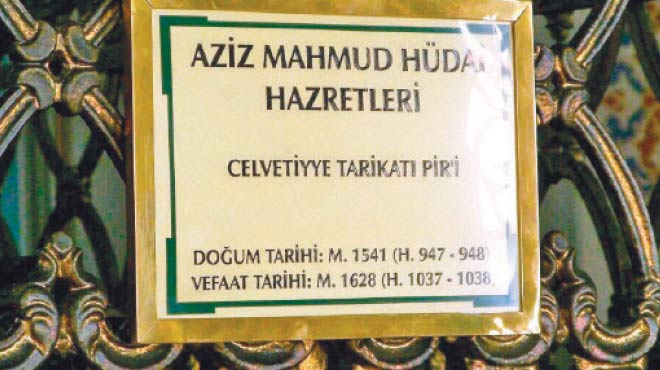 AZİZ MAHMUD HÜDAİ
HAZRETLERİ
CELVETİYYE TARİKATI PİR'İ
DOĞUM TARİHİ: M. 1541 (H. 947 - 948)
VEFAAT TARİHİ: M. 1628 (H. 1037 - 1038)